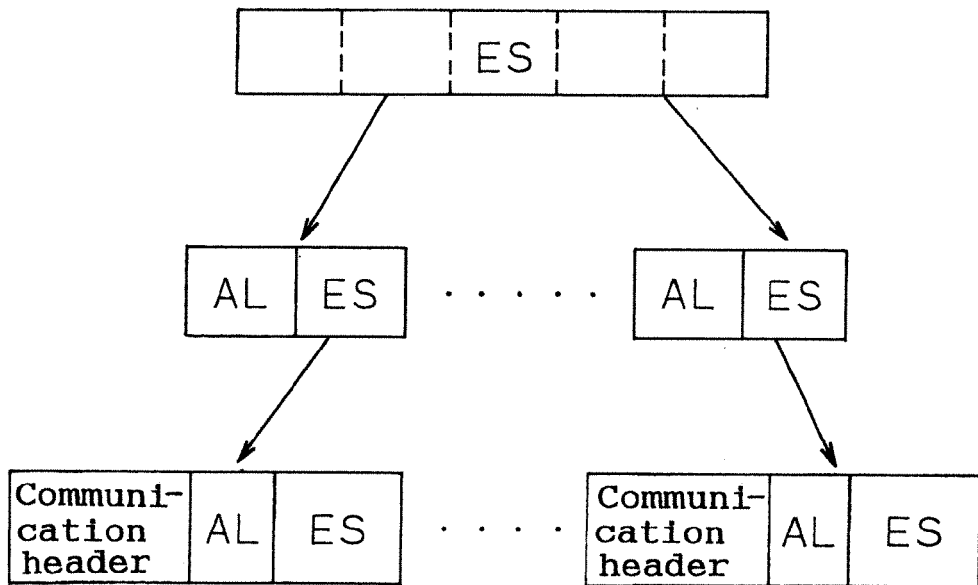 ES
AL ES ..... AL ES
Communi-
cation
header
AL ES
.....
Communi-
cation
header
AL ES